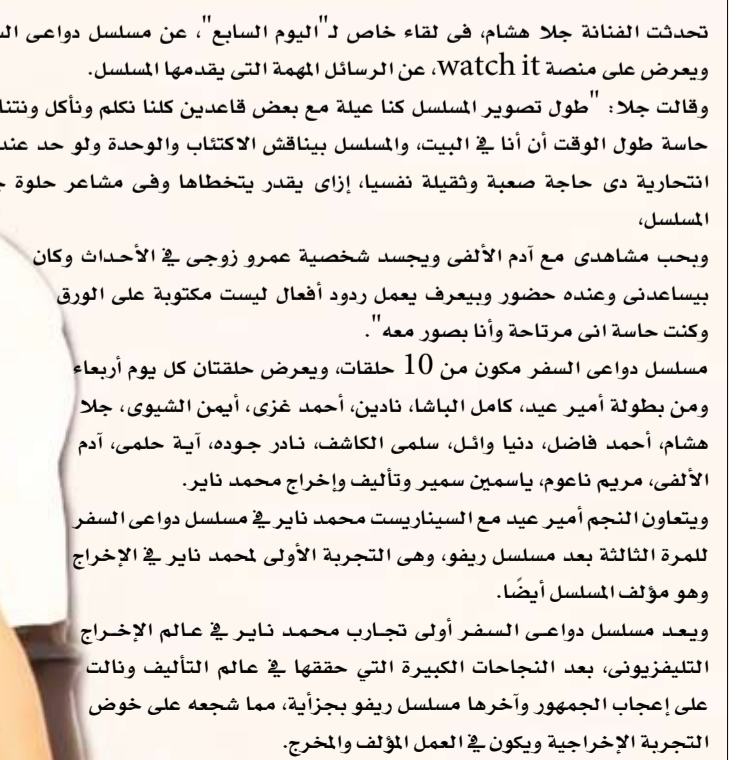 تحدثت الفنانة جلا هشام، فى لقاء خاص لـ"اليوم السابع"، عن مسلسل دواعى
ويعرض على منصة watch it، عن الرسائل المهمة التى يقدمها المسلسل.
وقالت جلا: "طول تصوير المسلسل كنا عيلة مع بعض قاعدين كلنا نكلم ونأكل
حاسة طول الوقت أن أنا في البيت، والمسلسل بيناقش الاكتئاب والوحدة ولو حد
انتحارية دى حاجة صعبة وثقيلة نفسيا، إزاى يقدر يتخطاها وفى مشاعر حلوة
المسلسل،
وبحب مشاهدى مع آدم الألفى ويجسد شخصية عمرو زوجى في الأحداث وكان
بيساعدنى وعنده حضور وبيعرف يعمل ردود أفعال ليست مكتوبة على الورق
وكنت حاسة انى مرتاحة وأنا بصور معه".
مسلسل دواعى السفر مكون من 10 حلقات، ويعرض حلقتان كل يوم أربعاء
ومن بطولة أمير عيد، كامل الباشا، نادين، أحمد غزى، أيمن الشيوى، جلا
هشام، أحمد فاضل، دنيا وائل، سلمى الكاشف، نادر جوده، آية حلمى، آدم
الألفى، مريم ناعوم، ياسمين سمير وتأليف وإخراج محمد ناير.
ويتعاون النجم أمير عيد مع السيناريست محمد ناير في مسلسل دواعى السفر
للمرة الثالثة بعد مسلسل ريفو، وهى التجربة الأولى لمحمد ناير في الإخراج
وهو مؤلف المسلسل أيضًا.
ويعد مسلسل دواعى السفر أولى تجارب محمد ناير في عالم الإخراج
التليفزيونى، بعد النجاحات الكبيرة التي حققها في عالم التأليف ونالت
على إعجاب الجمهور وآخرها مسلسل ريفو بجزأية، مما شجعه على خوض
التجربة الإخراجية ويكون في العمل المؤلف والمخرج.